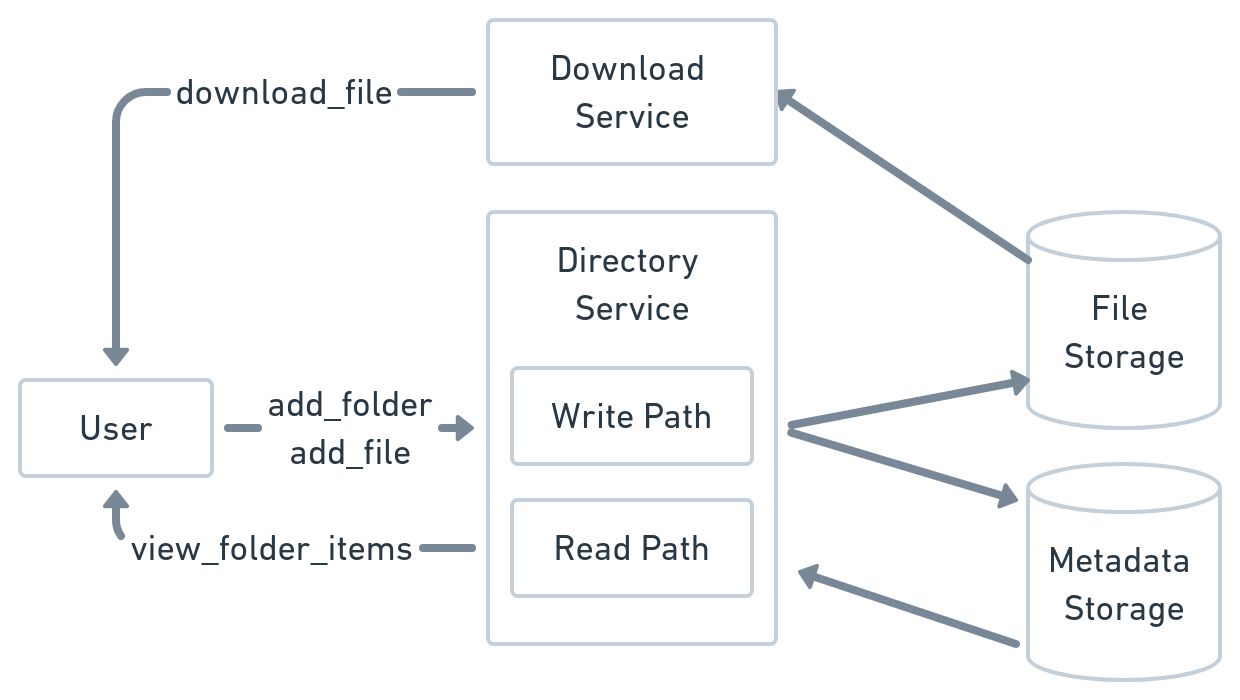 download_file
Download
Service
Directory
Service
Write Path
Read Path
User
add_folder
add_file
view_folder_items
File
Storage
Metadata
Storage